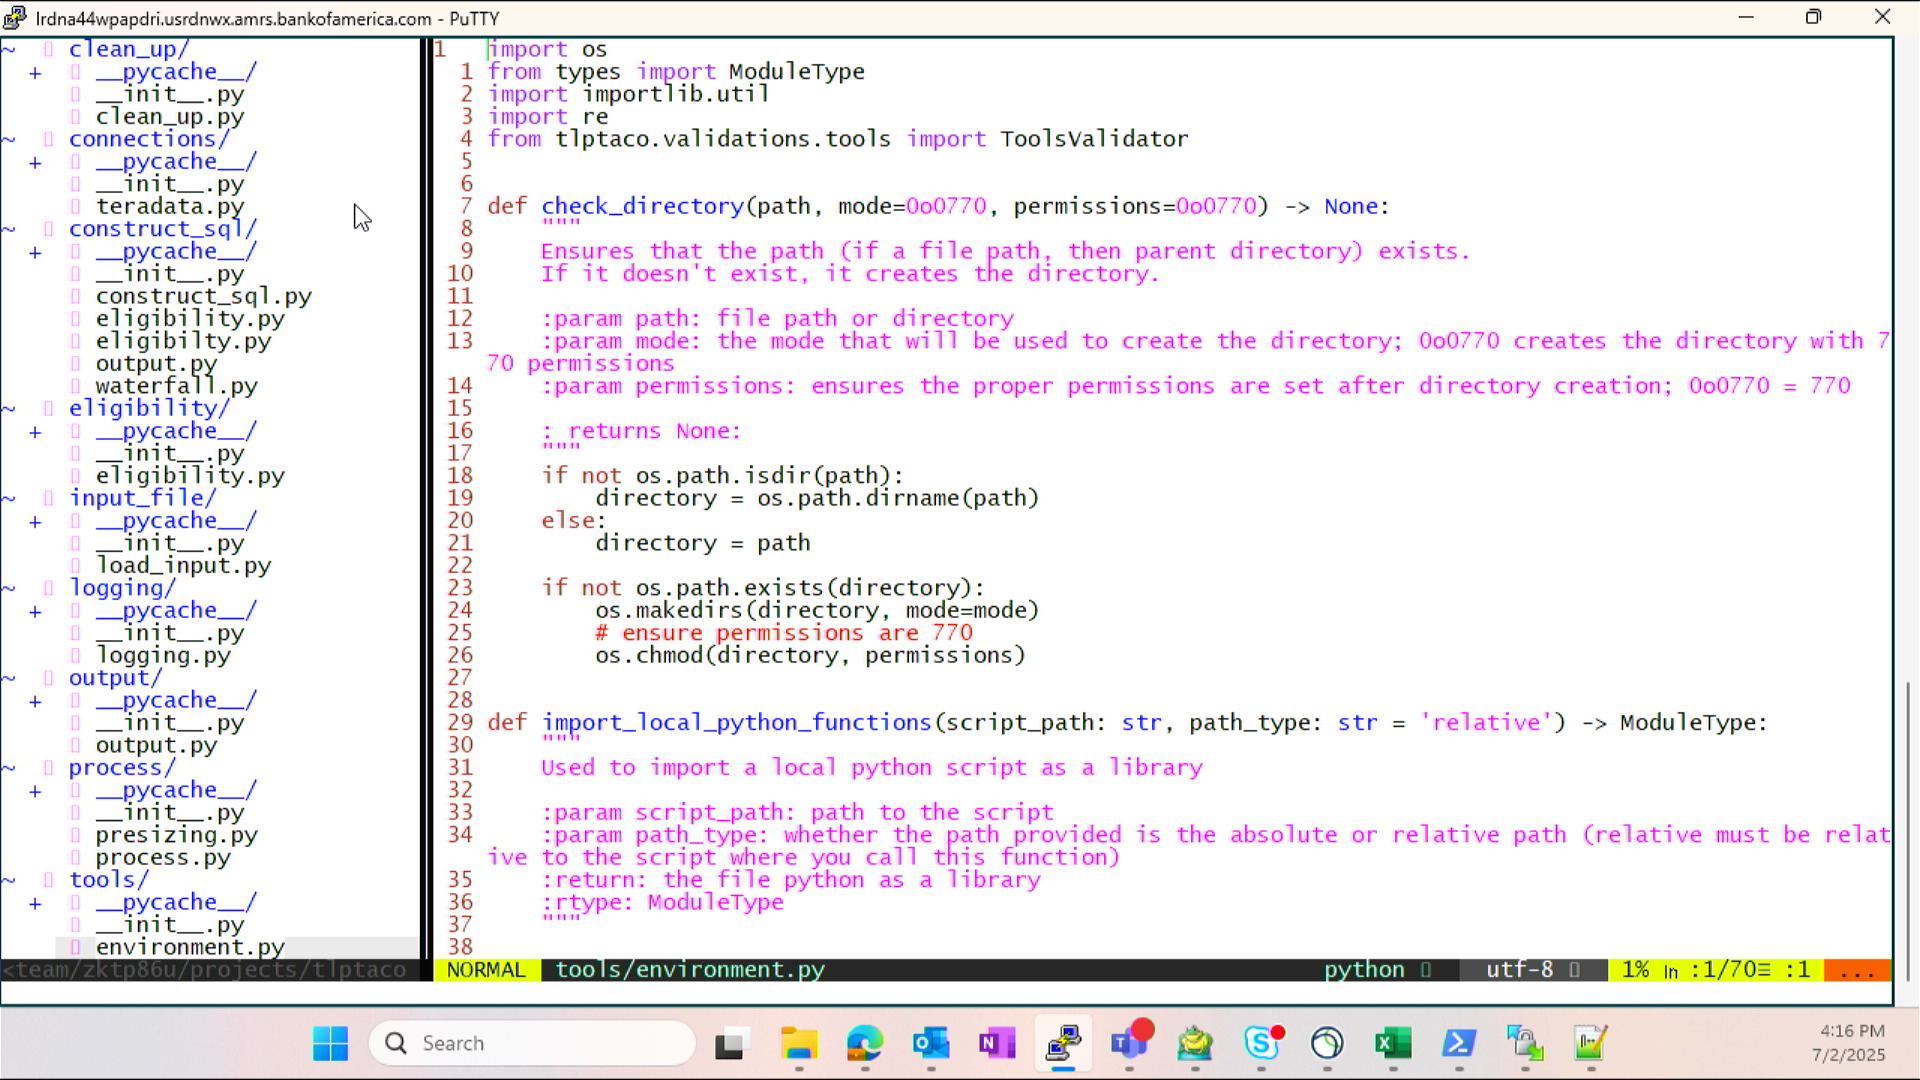 lrdna44wpapdri.usrdnwx.amrs.bankofamerica.com - PuTTY
~ clean_up/
+ __pycache__/
__init__.py
clean_up.py
~ connections/
+ __pycache__/
__init__.py
teradata.py
~ construct_sql/
+ __pycache__/
__init__.py
construct_sql.py
eligibility.py
eligibilty.py
output.py
waterfall.py
~ eligibility/
+ __pycache__/
__init__.py
eligibility.py
~ input_file/
+ __pycache__/
__init__.py
load_input.py
~ logging/
+ __pycache__/
__init__.py
logging.py
~ output/
+ __pycache__/
__init__.py
output.py
~ process/
+ __pycache__/
__init__.py
presizing.py
process.py
~ tools/
+ __pycache__/
__init__.py
environment.py
<team/zktp86u/projects/tlptaco
1 import os
1 from types import ModuleType
2 import importlib.util
3 import re
4 from tlptaco.validations.tools import ToolsValidator
5
6
7 def check_directory(path, mode=0o0770, permissions=0o0770) -> None:
8 """
9 Ensures that the path (if a file path, then parent directory) exists.
10 If it doesn't exist, it creates the directory.
11
12 :param path: file path or directory
13 :param mode: the mode that will be used to create the directory; 0o0770 creates the directory with 7
70 permissions
14 :param permissions: ensures the proper permissions are set after directory creation; 0o0770 = 770
15
16 : returns None:
17 """
18 if not os.path.isdir(path):
19 directory = os.path.dirname(path)
20 else:
21 directory = path
22
23 if not os.path.exists(directory):
24 os.makedirs(directory, mode=mode)
25 # ensure permissions are 770
26 os.chmod(directory, permissions)
27
28
29 def import_local_python_functions(script_path: str, path_type: str = 'relative') -> ModuleType:
30 """
31 Used to import a local python script as a library
32
33 :param script_path: path to the script
34 :param path_type: whether the path provided is the absolute or relative path (relative must be relat
ive to the script where you call this function)
35 :return: the file python as a library
36 :rtype: ModuleType
37 """
38
NORMAL tools/environment.py python utf-8 1% ln :1/70≡ :1 ...
Search
4:16 PM
7/2/2025